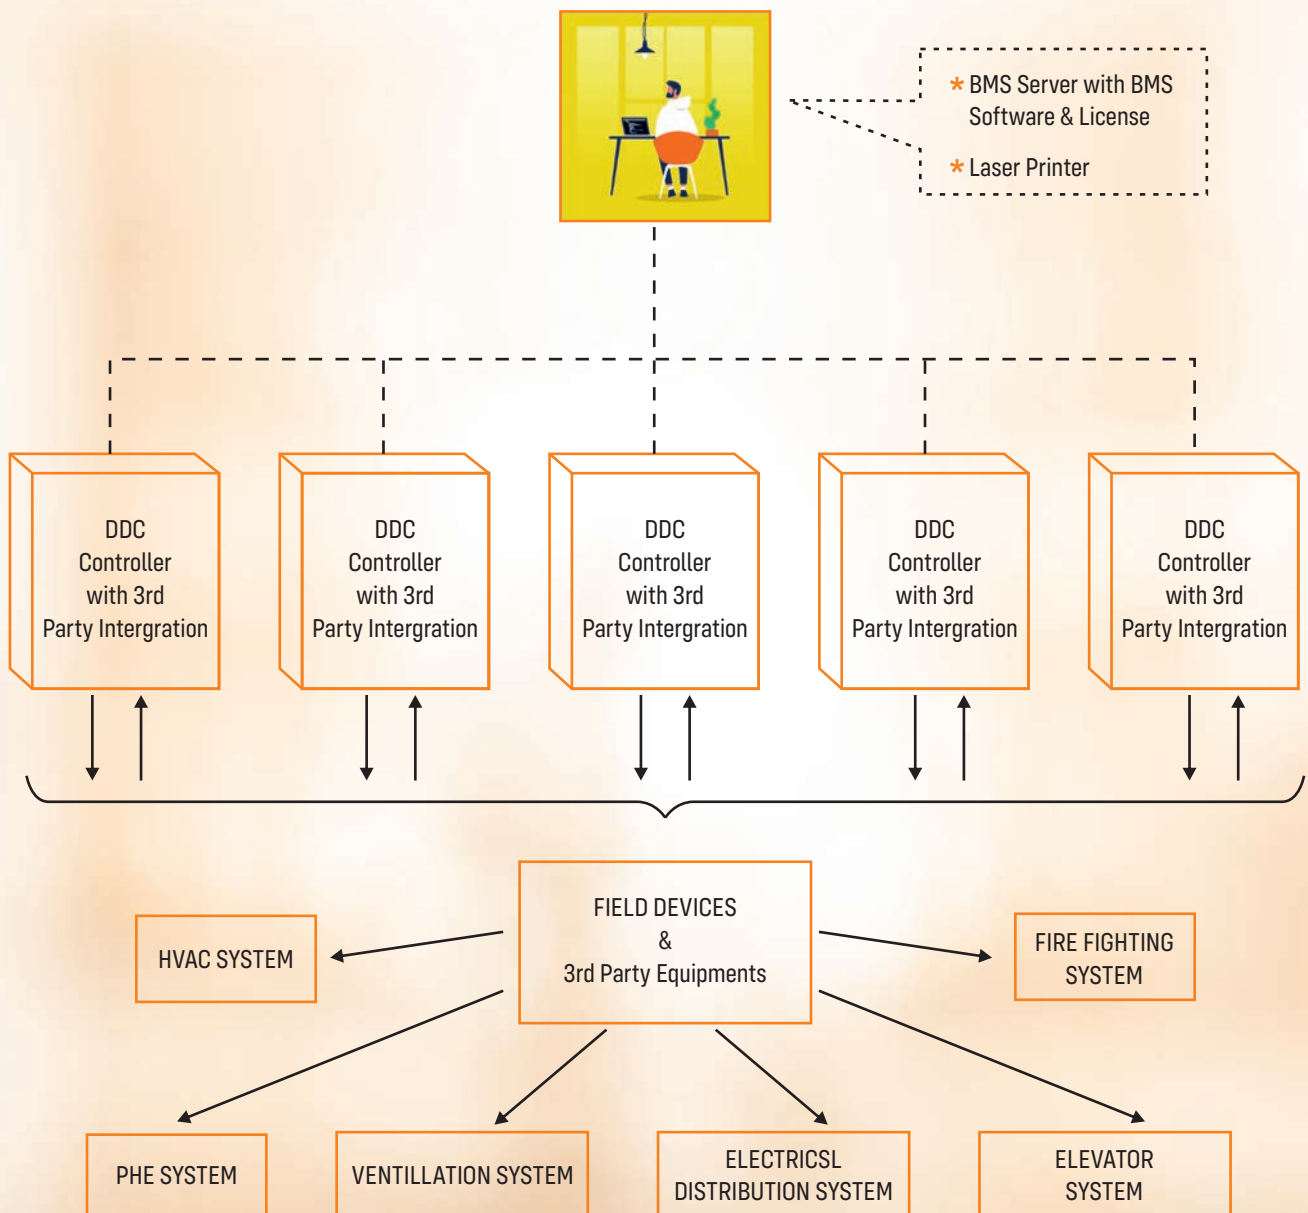 * BMS Server with BMS
Software & License
* Laser Printer
DDC
Controller
with 3rd
Party Intergration
DDC
Controller
with 3rd
Party Intergration
DDC
Controller
with 3rd
Party Intergration
DDC
Controller
with 3rd
Party Intergration
DDC
Controller
with 3rd
Party Intergration
FIELD DEVICES
&
3rd Party Equipments
HVAC SYSTEM
FIRE FIGHTING
SYSTEM
PHE SYSTEM
VENTILLATION SYSTEM
ELECTRICSL
DISTRIBUTION SYSTEM
ELEVATOR
SYSTEM